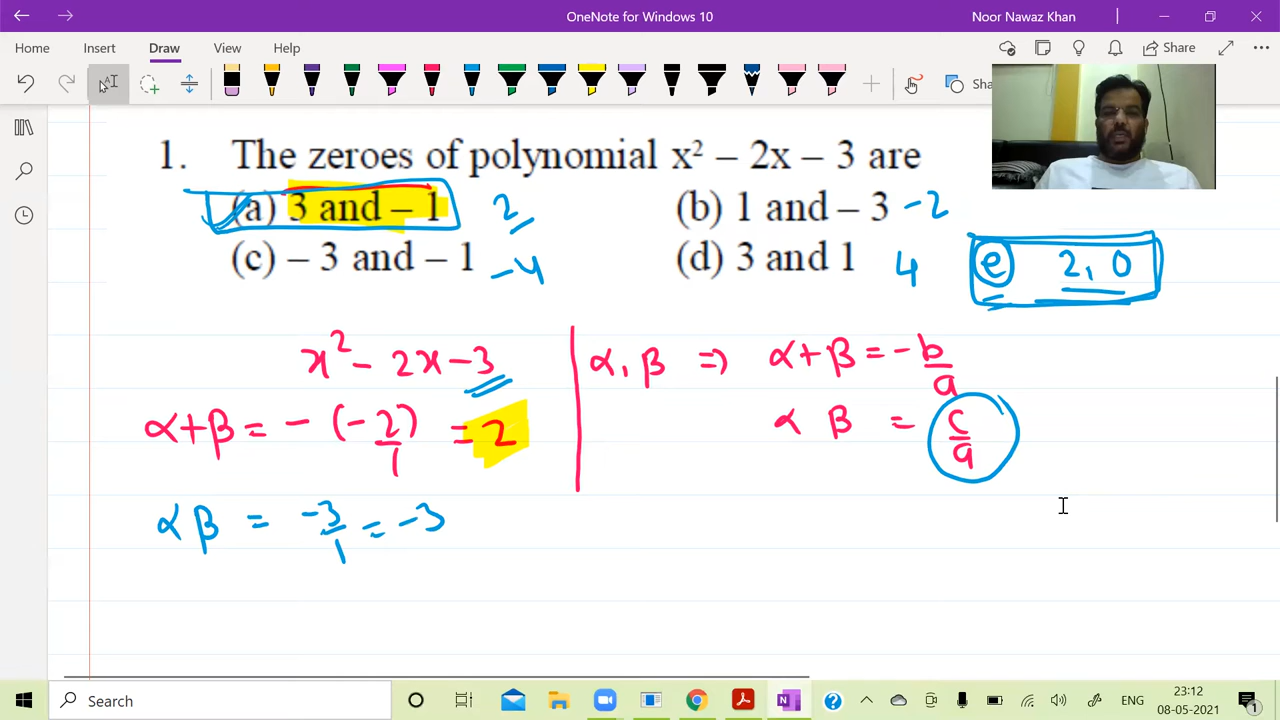 OneNote for Windows 10
Noor Nawaz Khan
Home Insert Draw View Help
Share
1. The zeroes of polynomial x² – 2x – 3 are
(a) 3 and – 1 2 (b) 1 and – 3 -2
(c) – 3 and – 1 -4 (d) 3 and 1 4
e 2, 0
x² - 2x - 3
α, β ⇒ α+β = -b/a
α+β = -(-2)/1 = 2
α β = c/a
αβ = -3/1 = -3
Search
ENG
23:12
08-05-2021
1